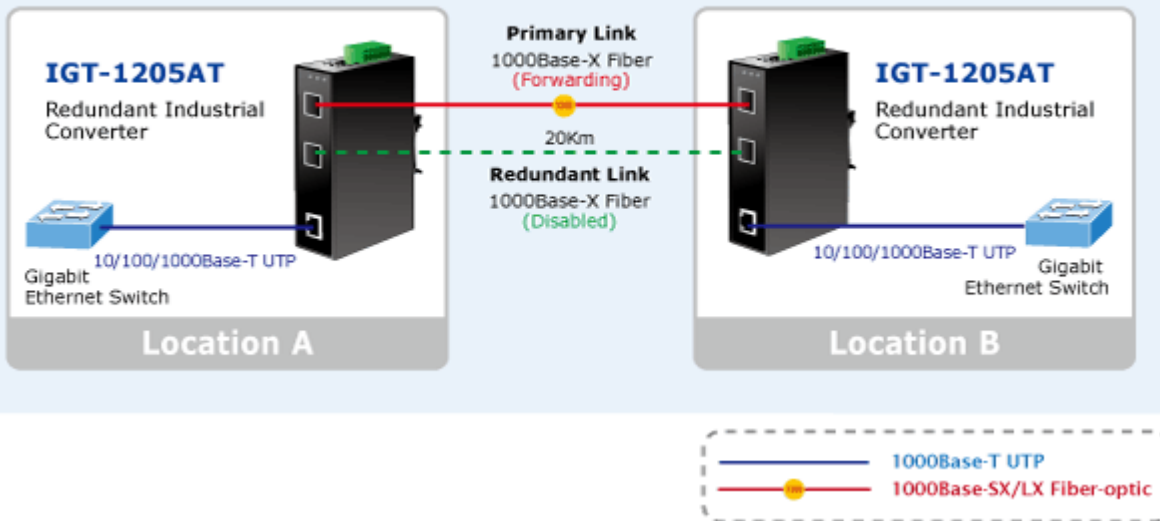 IGT-1205AT
Redundant Industrial
Converter
10/100/1000Base-T UTP
Gigabit
Ethernet Switch
Location A
Primary Link
1000Base-X Fiber
(Forwarding)
20Km
Redundant Link
1000Base-X Fiber
(Disabled)
IGT-1205AT
Redundant Industrial
Converter
10/100/1000Base-T UTP
Gigabit
Ethernet Switch
Location B
1000Base-T UTP
1000Base-SX/LX Fiber-optic